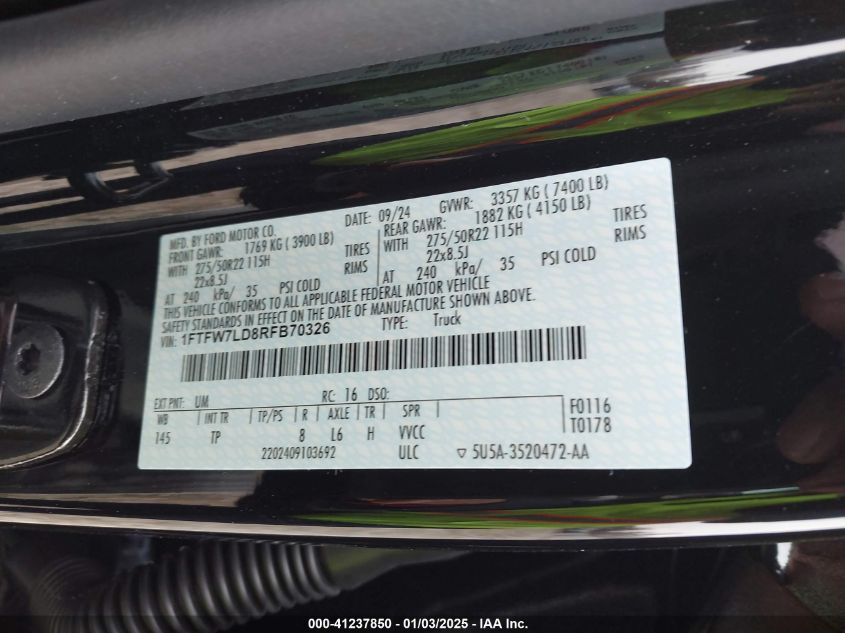 MFD. BY FORD MOTOR CO. DATE: 09/24 GVWR: 3357 KG ( 7400 LB)
FRONT GAWR: 1769 KG ( 3900 LB) REAR GAWR: 1882 KG ( 4150 LB)
WITH 275/50R22 115H TIRES WITH 275/50R22 115H TIRES
22x8.5J RIMS 22x8.5J RIMS
AT 240 kPa/ 35 PSI COLD AT 240 kPa/ 35 PSI COLD
THIS VEHICLE CONFORMS TO ALL APPLICABLE FEDERAL MOTOR VEHICLE
SAFETY STANDARDS IN EFFECT ON THE DATE OF MANUFACTURE SHOWN ABOVE.
VIN: 1FTFW7LD8RFB70326 TYPE: Truck
EXT PNT: UM RC: 16 DSO:
WB INT TR TP/PS R AXLE TR SPR F0116
145 TP 8 L6 H VVCC T0178
2202409103692 ULC ▽ 5U5A-3520472-AA
000-41237850 - 01/03/2025 - IAA Inc.